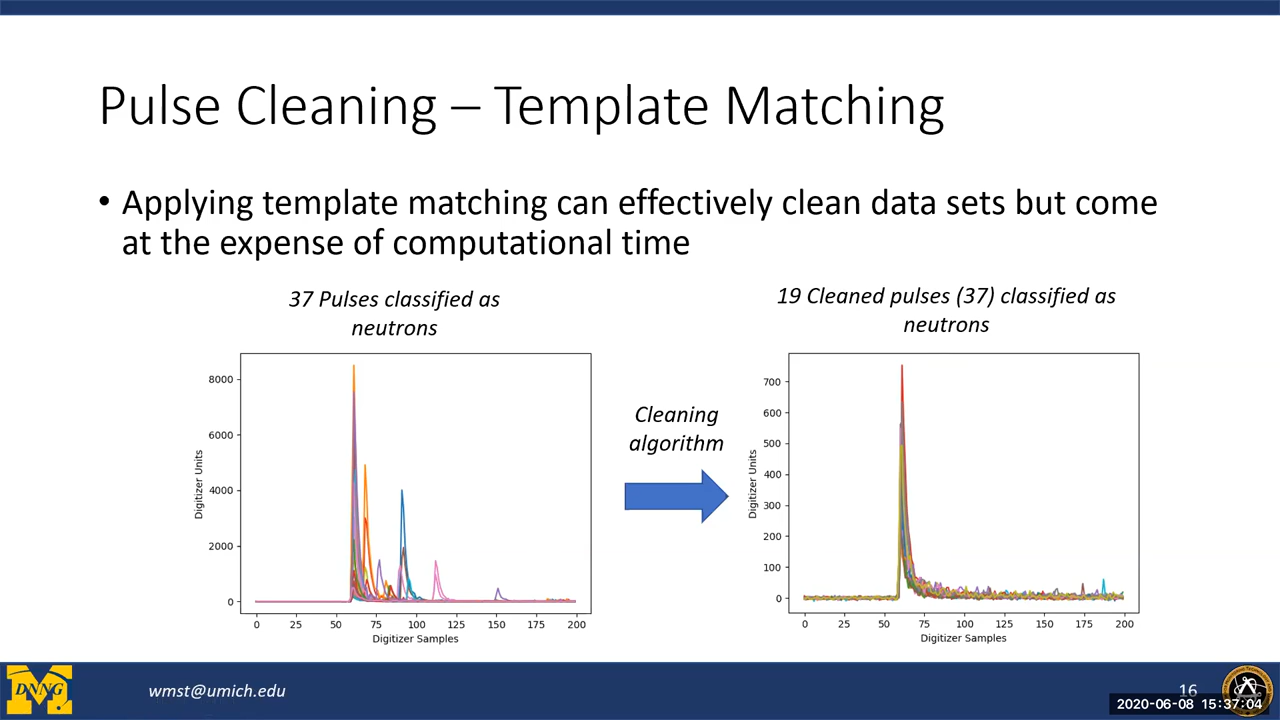 Pulse Cleaning – Template Matching
• Applying template matching can effectively clean data sets but come
at the expense of computational time
37 Pulses classified as
neutrons
19 Cleaned pulses (37) classified as
neutrons
8000
6000
4000
2000
0
Digitizer Units
0 25 50 75 100 125 150 175 200
Digitizer Samples
Cleaning
algorithm
700
600
500
400
300
200
100
0
Digitizer Units
0 25 50 75 100 125 150 175 200
Digitizer Samples
DNNG
wmst@umich.edu
16
2020-06-08 15:37:04